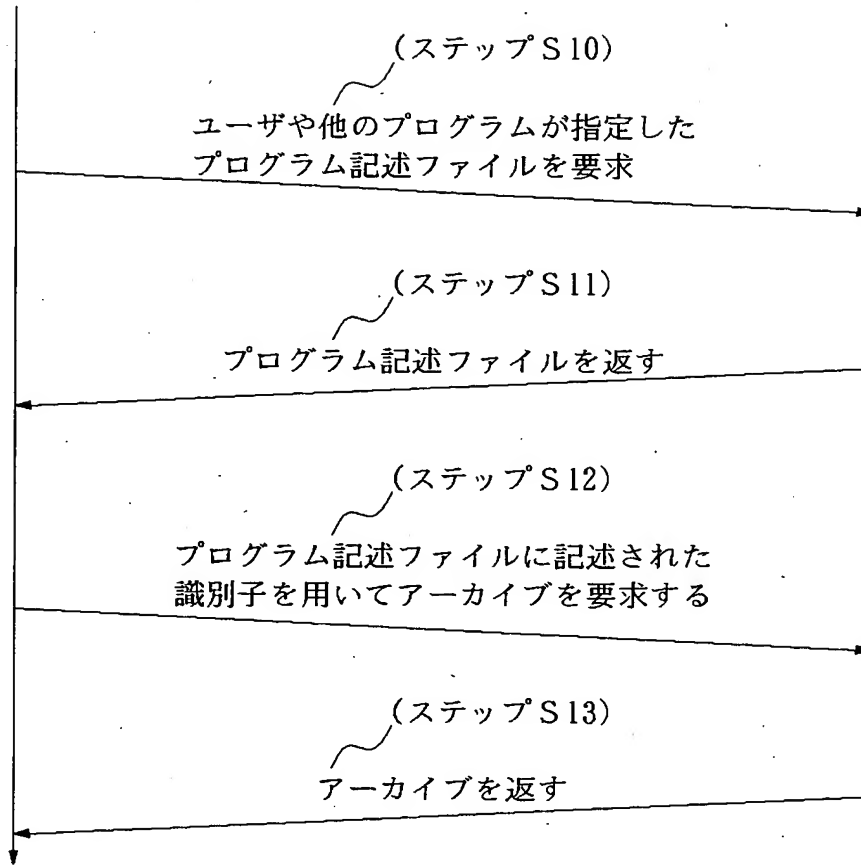 (ステップS10)
ユーザや他のプログラムが指定した
プログラム記述ファイルを要求
(ステップS11)
プログラム記述ファイルを返す
(ステップS12)
プログラム記述ファイルに記述された
識別子を用いてアーカイブを要求する
(ステップS13)
アーカイブを返す